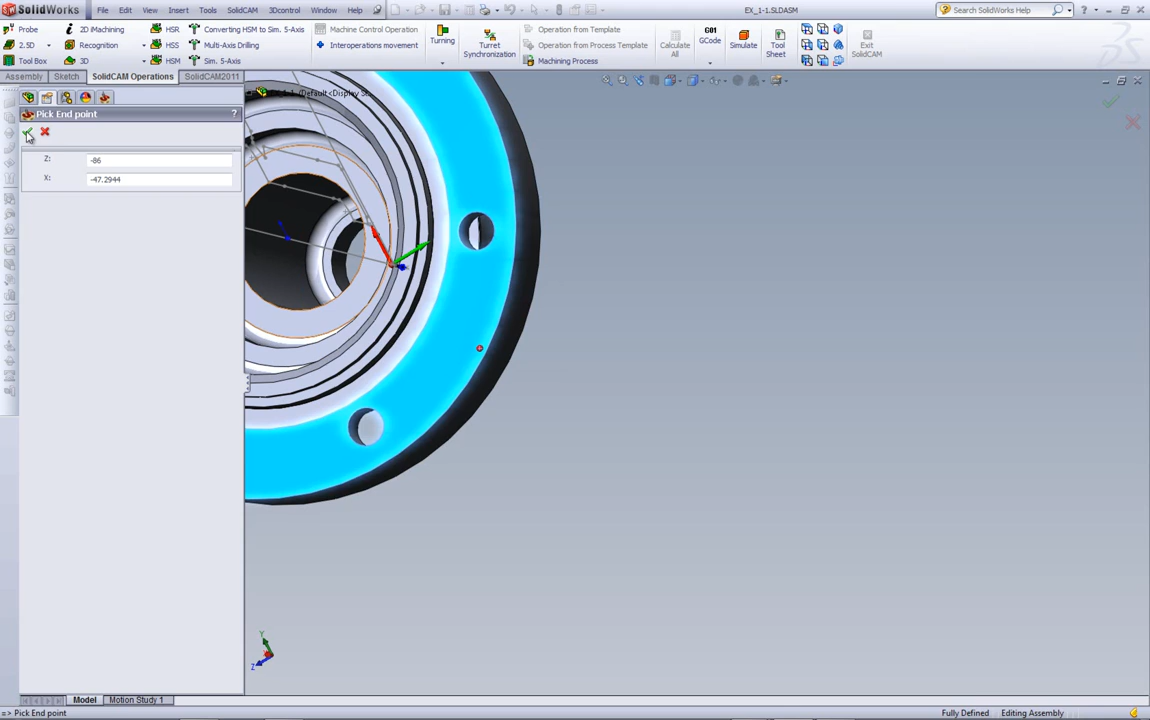 SolidWorks
File Edit View Insert Tools SolidCAM 3Dcontrol Window Help
EX_1-1.SLDASM
Search SolidWorks Help
Probe 2D iMachining HSR Converting HSM to Sim. 5-Axis Machine Control Operation Operation from Template
2.5D Recognition HSS Multi-Axis Drilling Interoperations movement Operation from Process Template
Tool Box 3D HSM Sim. 5-Axis Machining Process
Turning Turret Synchronization Calculate All G01 GCode Simulate Tool Sheet Exit SolidCAM
Assembly Sketch SolidCAM Operations SolidCAM2011
(Default<Display St
Pick End point ?
Z: -86
X: -47.2944
Y
Z
Model Motion Study 1
=> Pick End point Fully Defined Editing Assembly